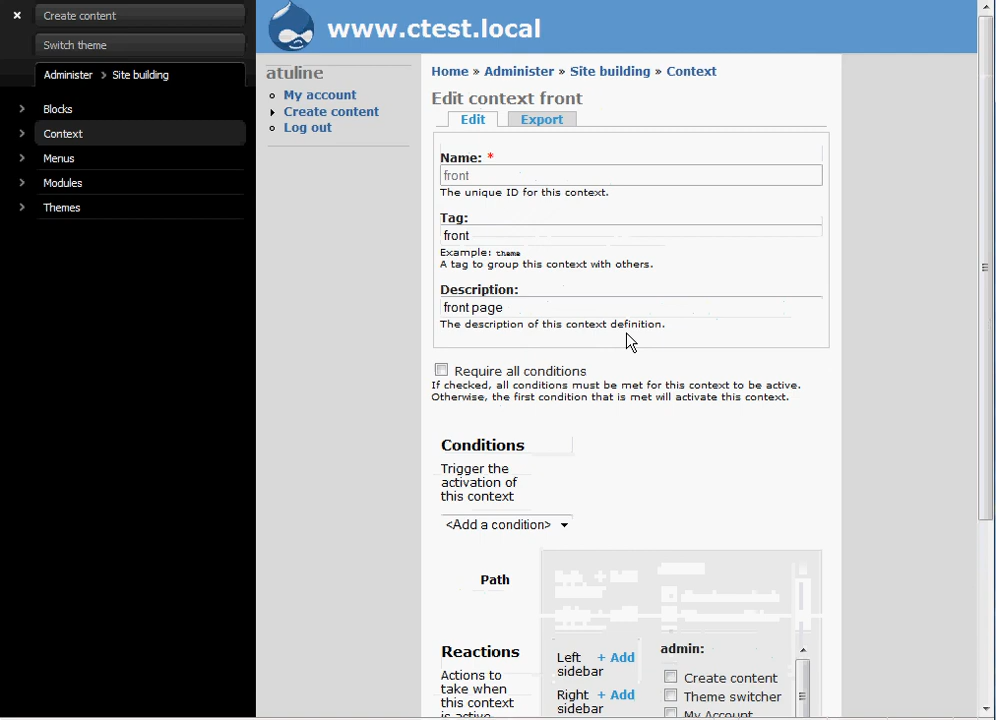 Create content
Switch theme
Administer > Site building
Blocks
Context
Menus
Modules
Themes
www.ctest.local
atuline
My account
Create content
Log out
Home » Administer » Site building » Context
Edit context front
Edit
Export
Name: *
front
The unique ID for this context.
Tag:
front
Example: theme
A tag to group this context with others.
Description:
front page
The description of this context definition.
Require all conditions
If checked, all conditions must be met for this context to be active.
Otherwise, the first condition that is met will activate this context.
Conditions
Trigger the
activation of
this context
<Add a condition>
Path
Reactions
Actions to
take when
this context
is active
Left + Add
sidebar
Right + Add
sidebar
admin:
Create content
Theme switcher
My Account